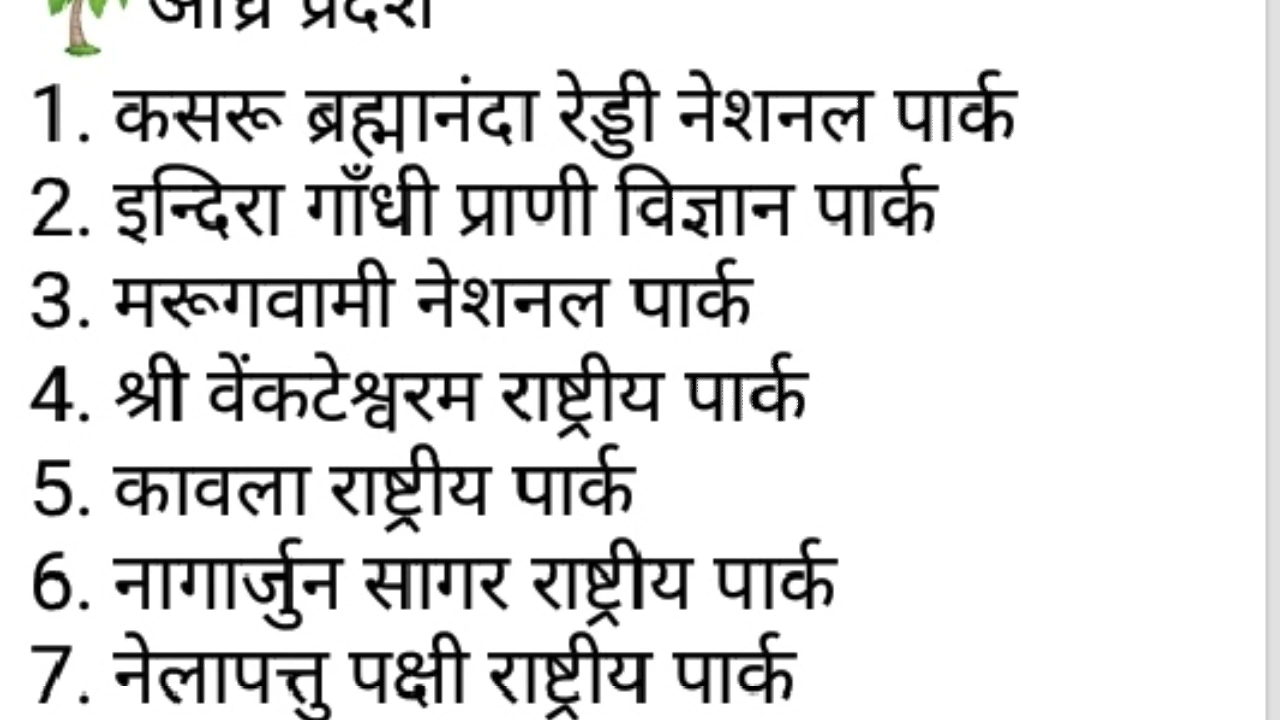 आंध्र प्रदेश
1. कसरू ब्रह्मानंदा रेड्डी नेशनल पार्क
2. इन्दिरा गाँधी प्राणी विज्ञान पार्क
3. मरूगवामी नेशनल पार्क
4. श्री वेंकटेश्वरम राष्ट्रीय पार्क
5. कावला राष्ट्रीय पार्क
6. नागार्जुन सागर राष्ट्रीय पार्क
7. नेलापत्तु पक्षी राष्ट्रीय पार्क